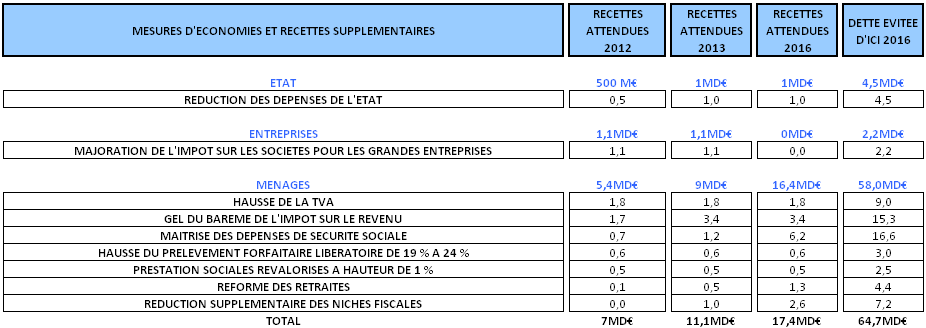 MESURES D'ECONOMIES ET RECETTES SUPPLEMENTAIRES RECETTES ATTENDUES 2012 RECETTES ATTENDUES 2013 RECETTES ATTENDUES 2016 DETTE EVITEE D'ICI 2016
ETAT 500 M€ 1MD€ 1MD€ 4,5MD€
REDUCTION DES DEPENSES DE L'ETAT 0,5 1,0 1,0 4,5
ENTREPRISES 1,1MD€ 1,1MD€ 0MD€ 2,2MD€
MAJORATION DE L'IMPOT SUR LES SOCIETES POUR LES GRANDES ENTREPRISES 1,1 1,1 0,0 2,2
MENAGES 5,4MD€ 9MD€ 16,4MD€ 58,0MD€
HAUSSE DE LA TVA 1,8 1,8 1,8 9,0
GEL DU BAREME DE L'IMPOT SUR LE REVENU 1,7 3,4 3,4 15,3
MAITRISE DES DEPENSES DE SECURITE SOCIALE 0,7 1,2 6,2 16,6
HAUSSE DU PRELEVEMENT FORFAITAIRE LIBERATOIRE DE 19 % A 24 % 0,6 0,6 0,6 3,0
PRESTATION SOCIALES REVALORISES A HAUTEUR DE 1 % 0,5 0,5 0,5 2,5
REFORME DES RETRAITES 0,1 0,5 1,3 4,4
REDUCTION SUPPLEMENTAIRE DES NICHES FISCALES 0,0 1,0 2,6 7,2
TOTAL 7MD€ 11,1MD€ 17,4MD€ 64,7MD€